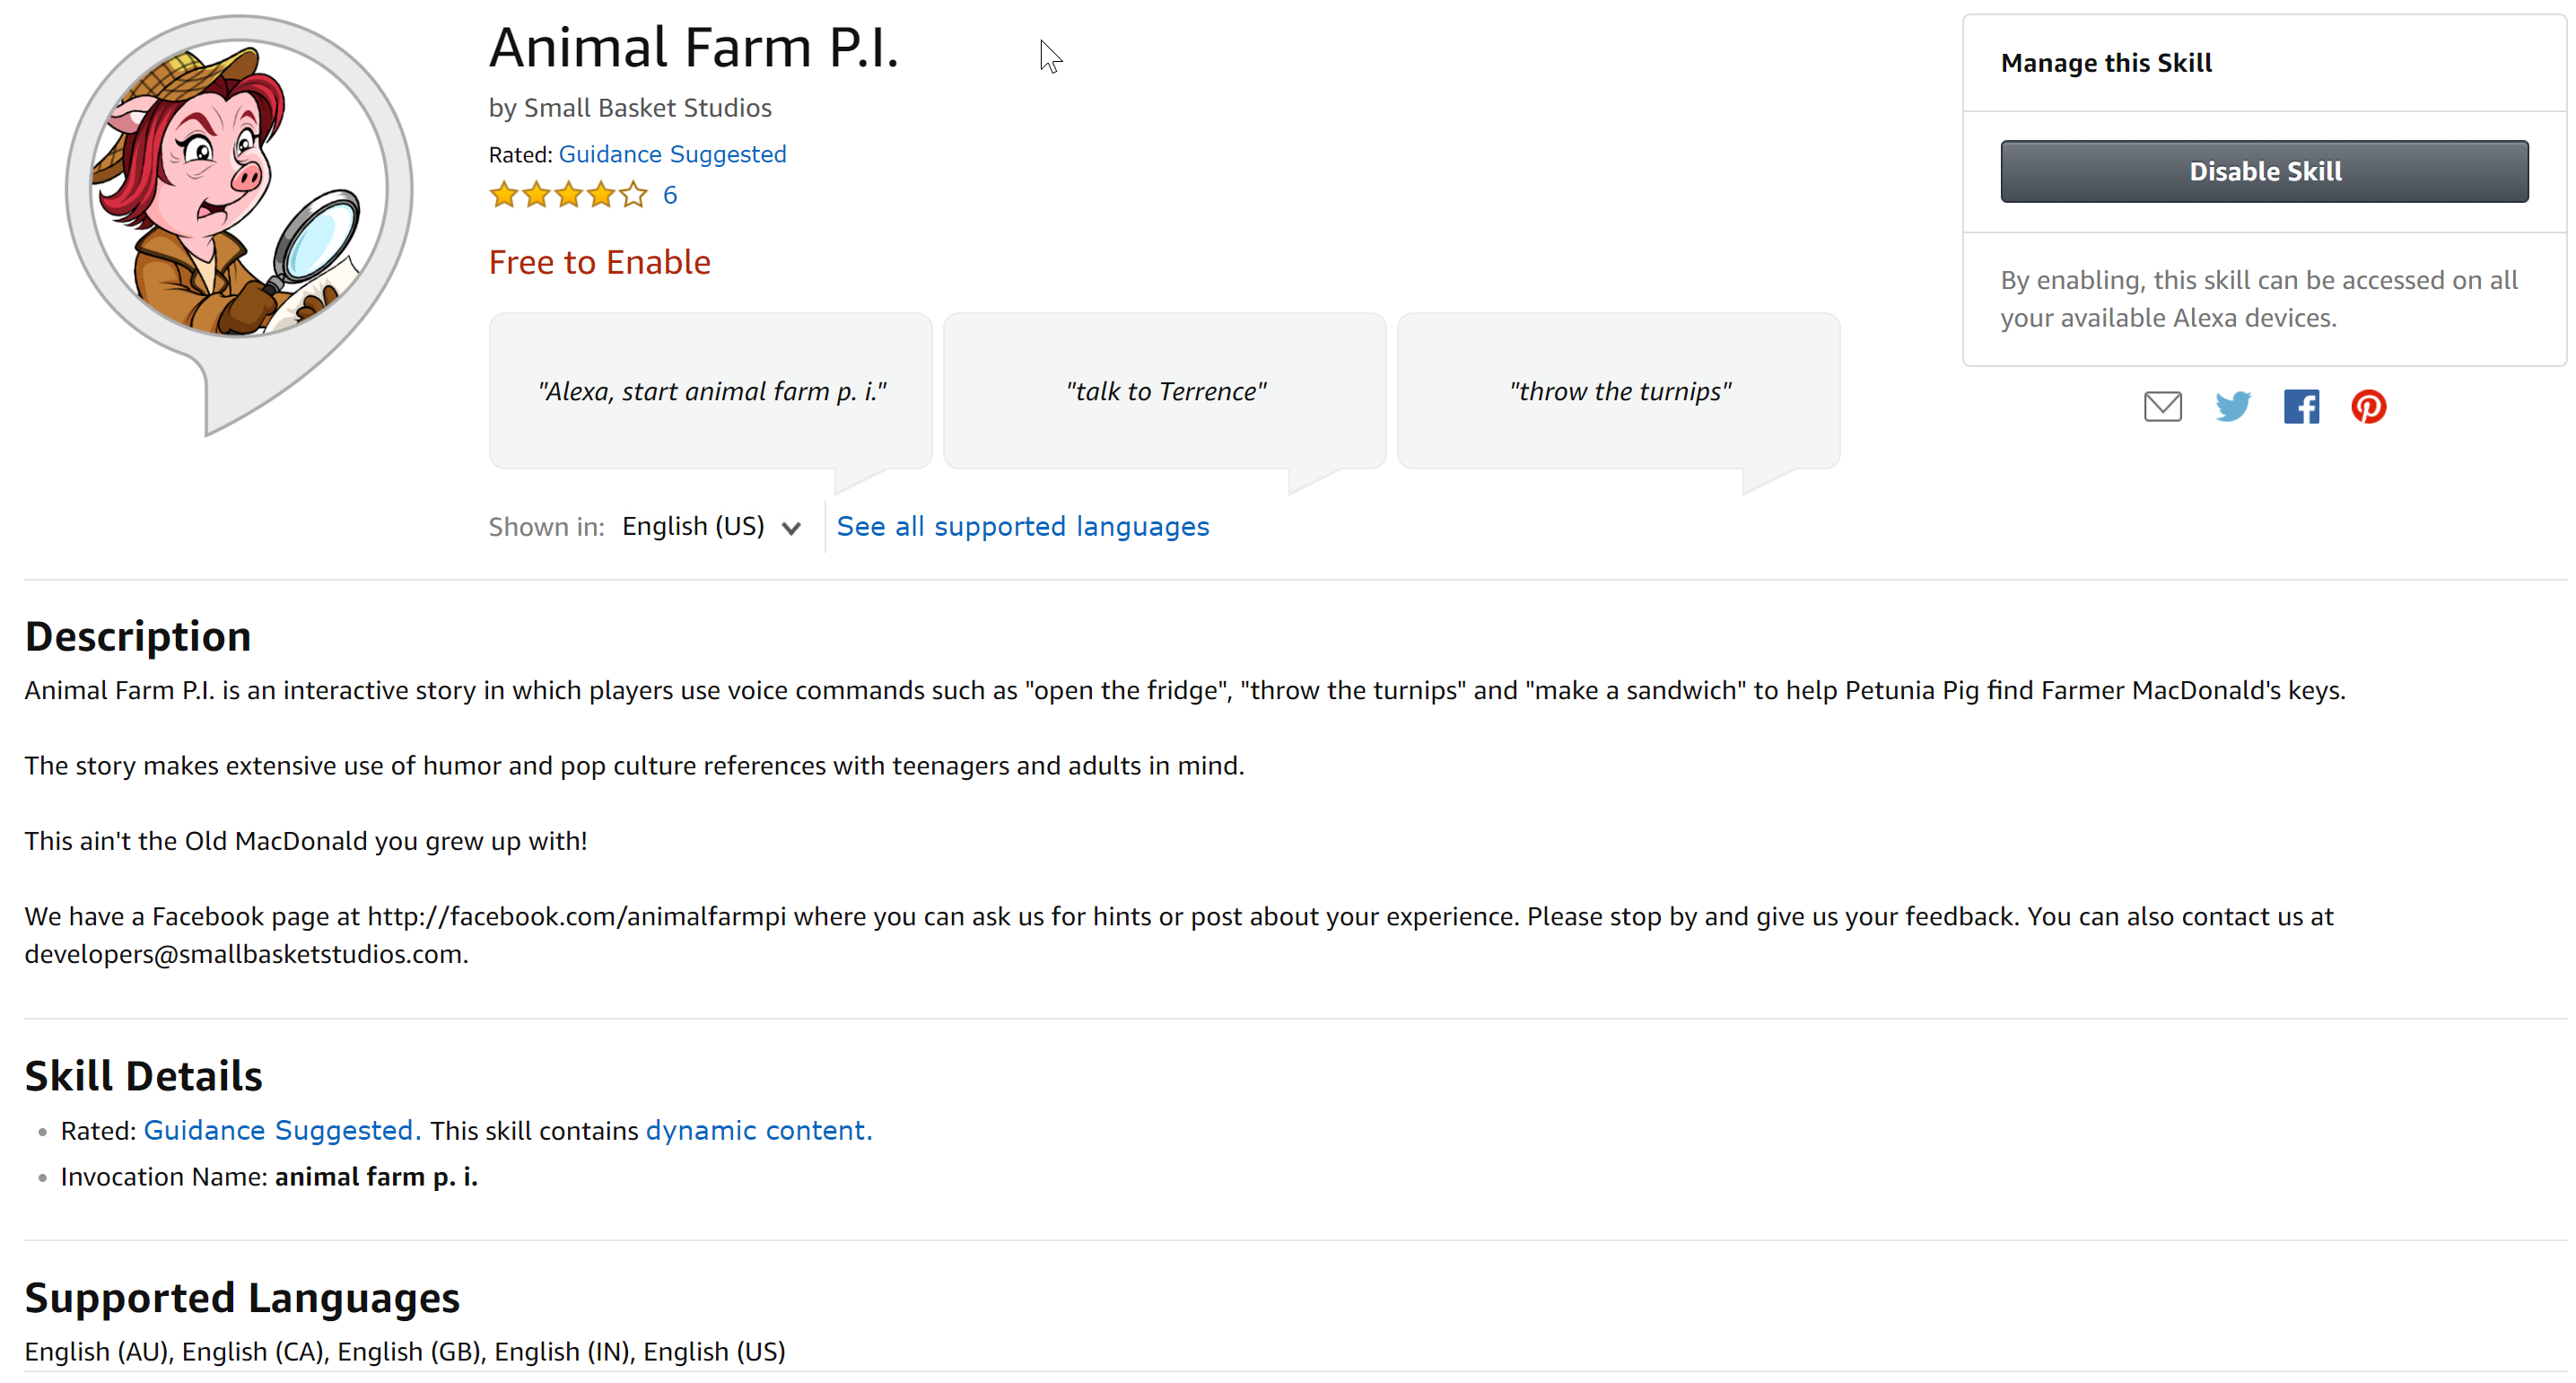 Animal Farm P.I.
by Small Basket Studios
Rated: Guidance Suggested
6
Free to Enable
"Alexa, start animal farm p. i."
"talk to Terrence"
"throw the turnips"
Shown in: English (US)
See all supported languages
Manage this Skill
Disable Skill
By enabling, this skill can be accessed on all
your available Alexa devices.
Description
Animal Farm P.I. is an interactive story in which players use voice commands such as "open the fridge", "throw the turnips" and "make a sandwich" to help Petunia Pig find Farmer MacDonald's keys.
The story makes extensive use of humor and pop culture references with teenagers and adults in mind.
This ain't the Old MacDonald you grew up with!
We have a Facebook page at http://facebook.com/animalfarmpi where you can ask us for hints or post about your experience. Please stop by and give us your feedback. You can also contact us at
developers@smallbasketstudios.com.
Skill Details
Rated: Guidance Suggested. This skill contains dynamic content.
Invocation Name: animal farm p. i.
Supported Languages
English (AU), English (CA), English (GB), English (IN), English (US)